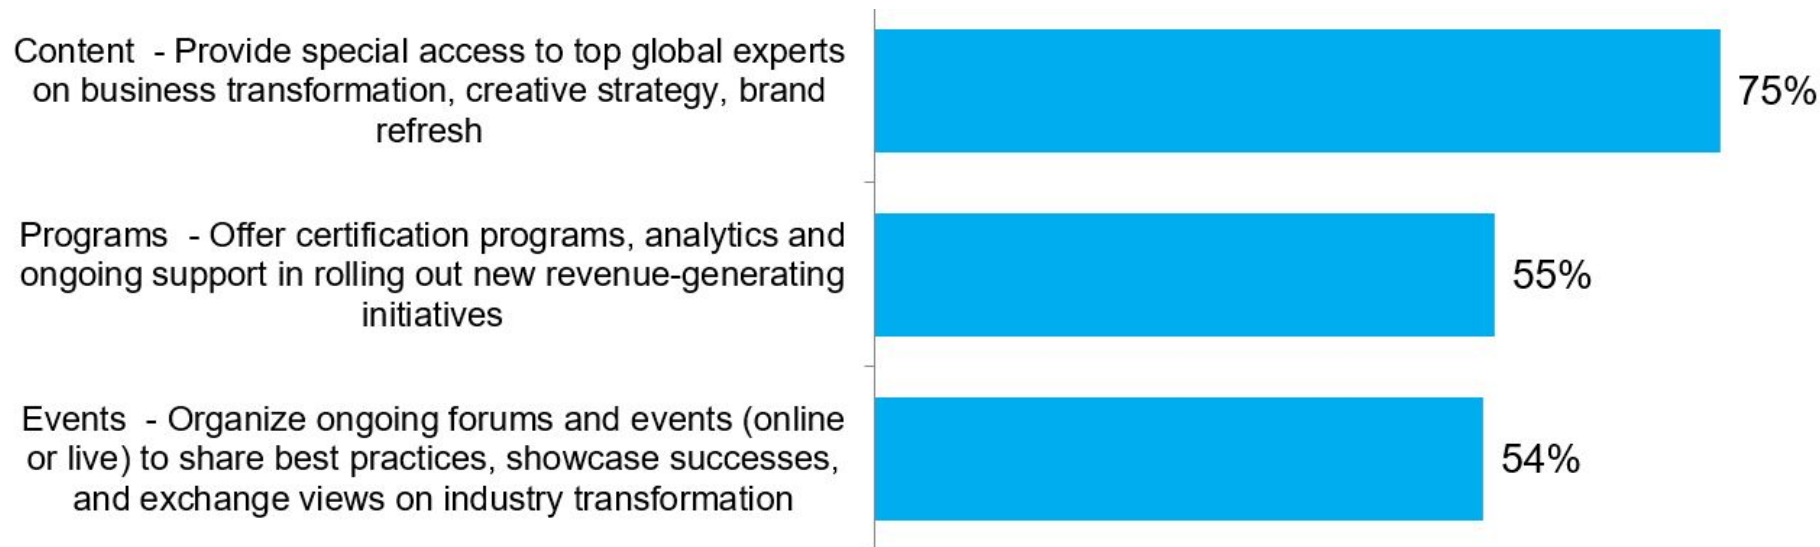 Content  - Provide special access to top global experts
on business transformation, creative strategy, brand
refresh
75%
Programs  - Offer certification programs, analytics and
ongoing support in rolling out new revenue-generating
initiatives
55%
Events  - Organize ongoing forums and events (online
or live) to share best practices, showcase successes,
and exchange views on industry transformation
54%